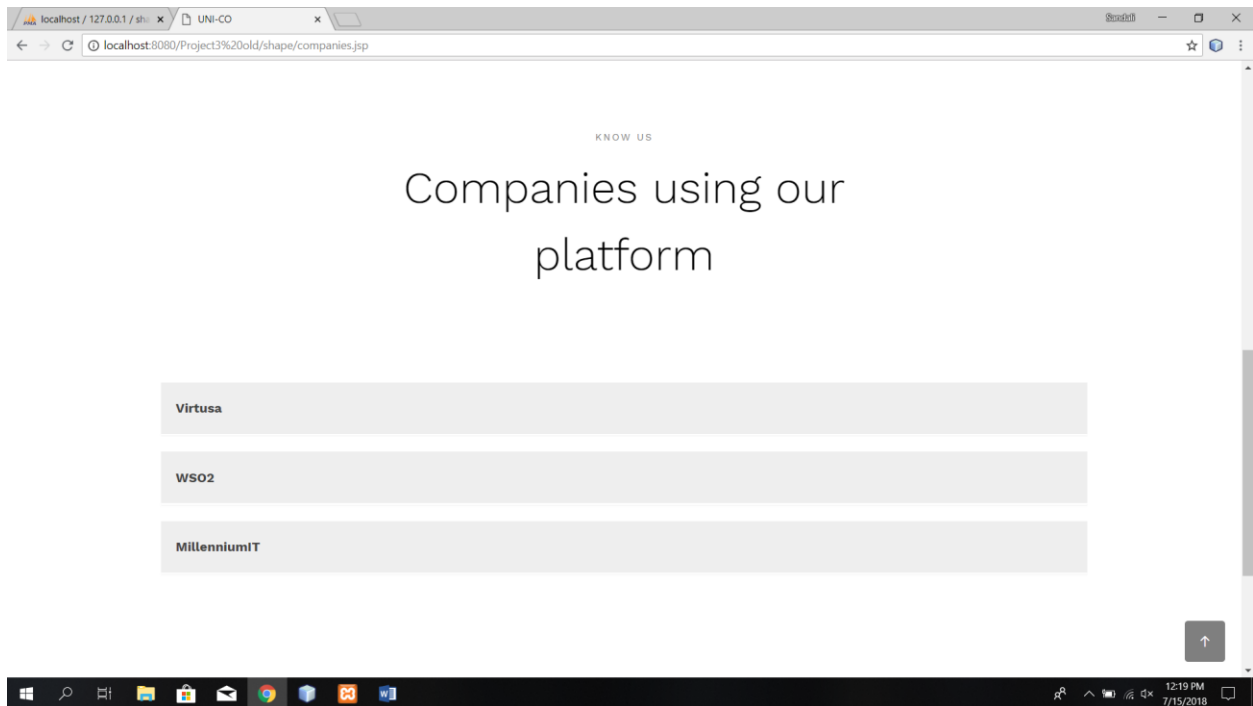 localhost / 127.0.0.1 / sh
UNI-CO
localhost:8080/Project3%20old/shape/companies.jsp
KNOW US
Companies using our
platform
Virtusa
WSO2
MillenniumIT
12:19 PM
7/15/2018